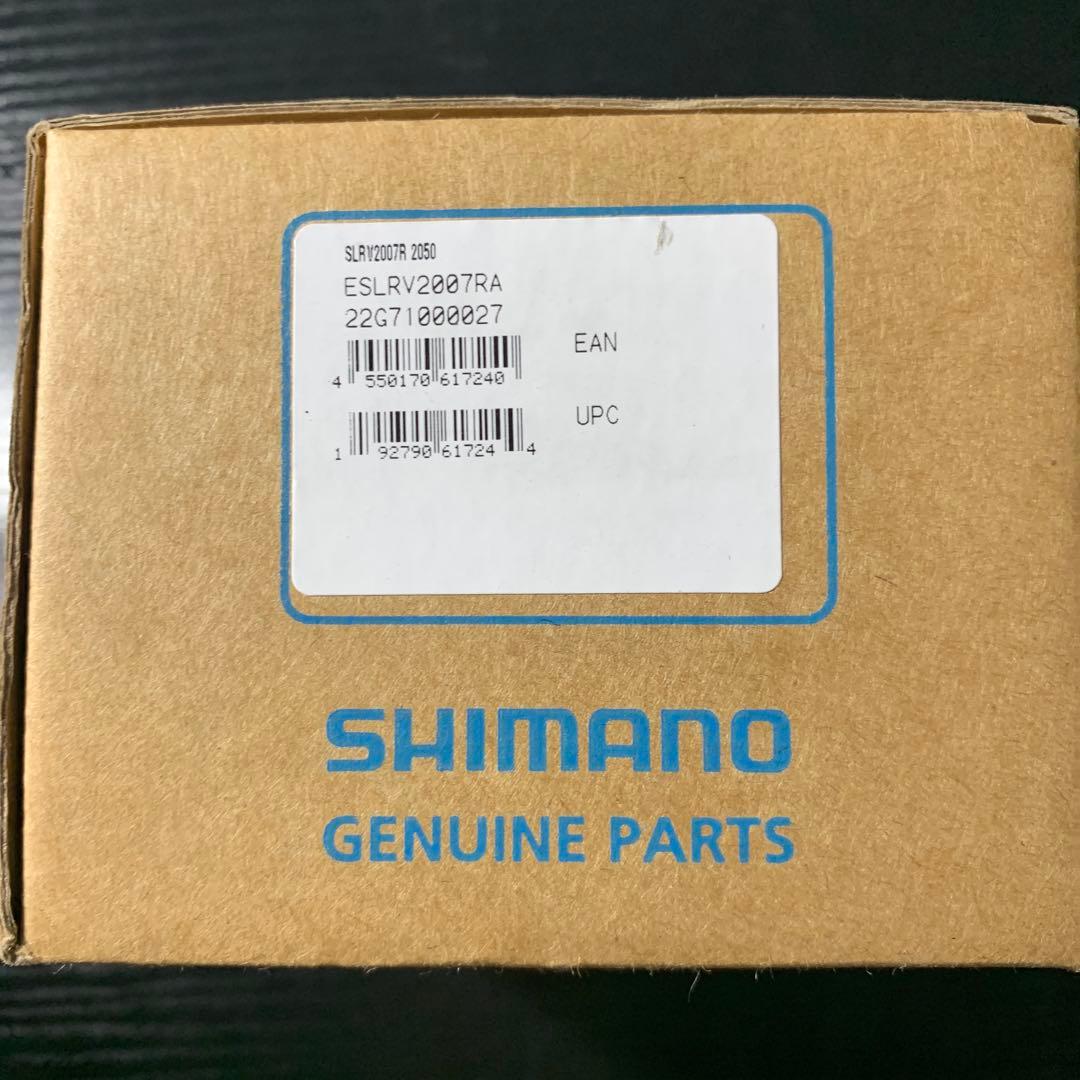 SLRV2007R 2050
ESLRV2007RA
22G71000027
EAN
4 550170 617240
UPC
1 92790 61724 4
SHIMANO
GENUINE PARTS